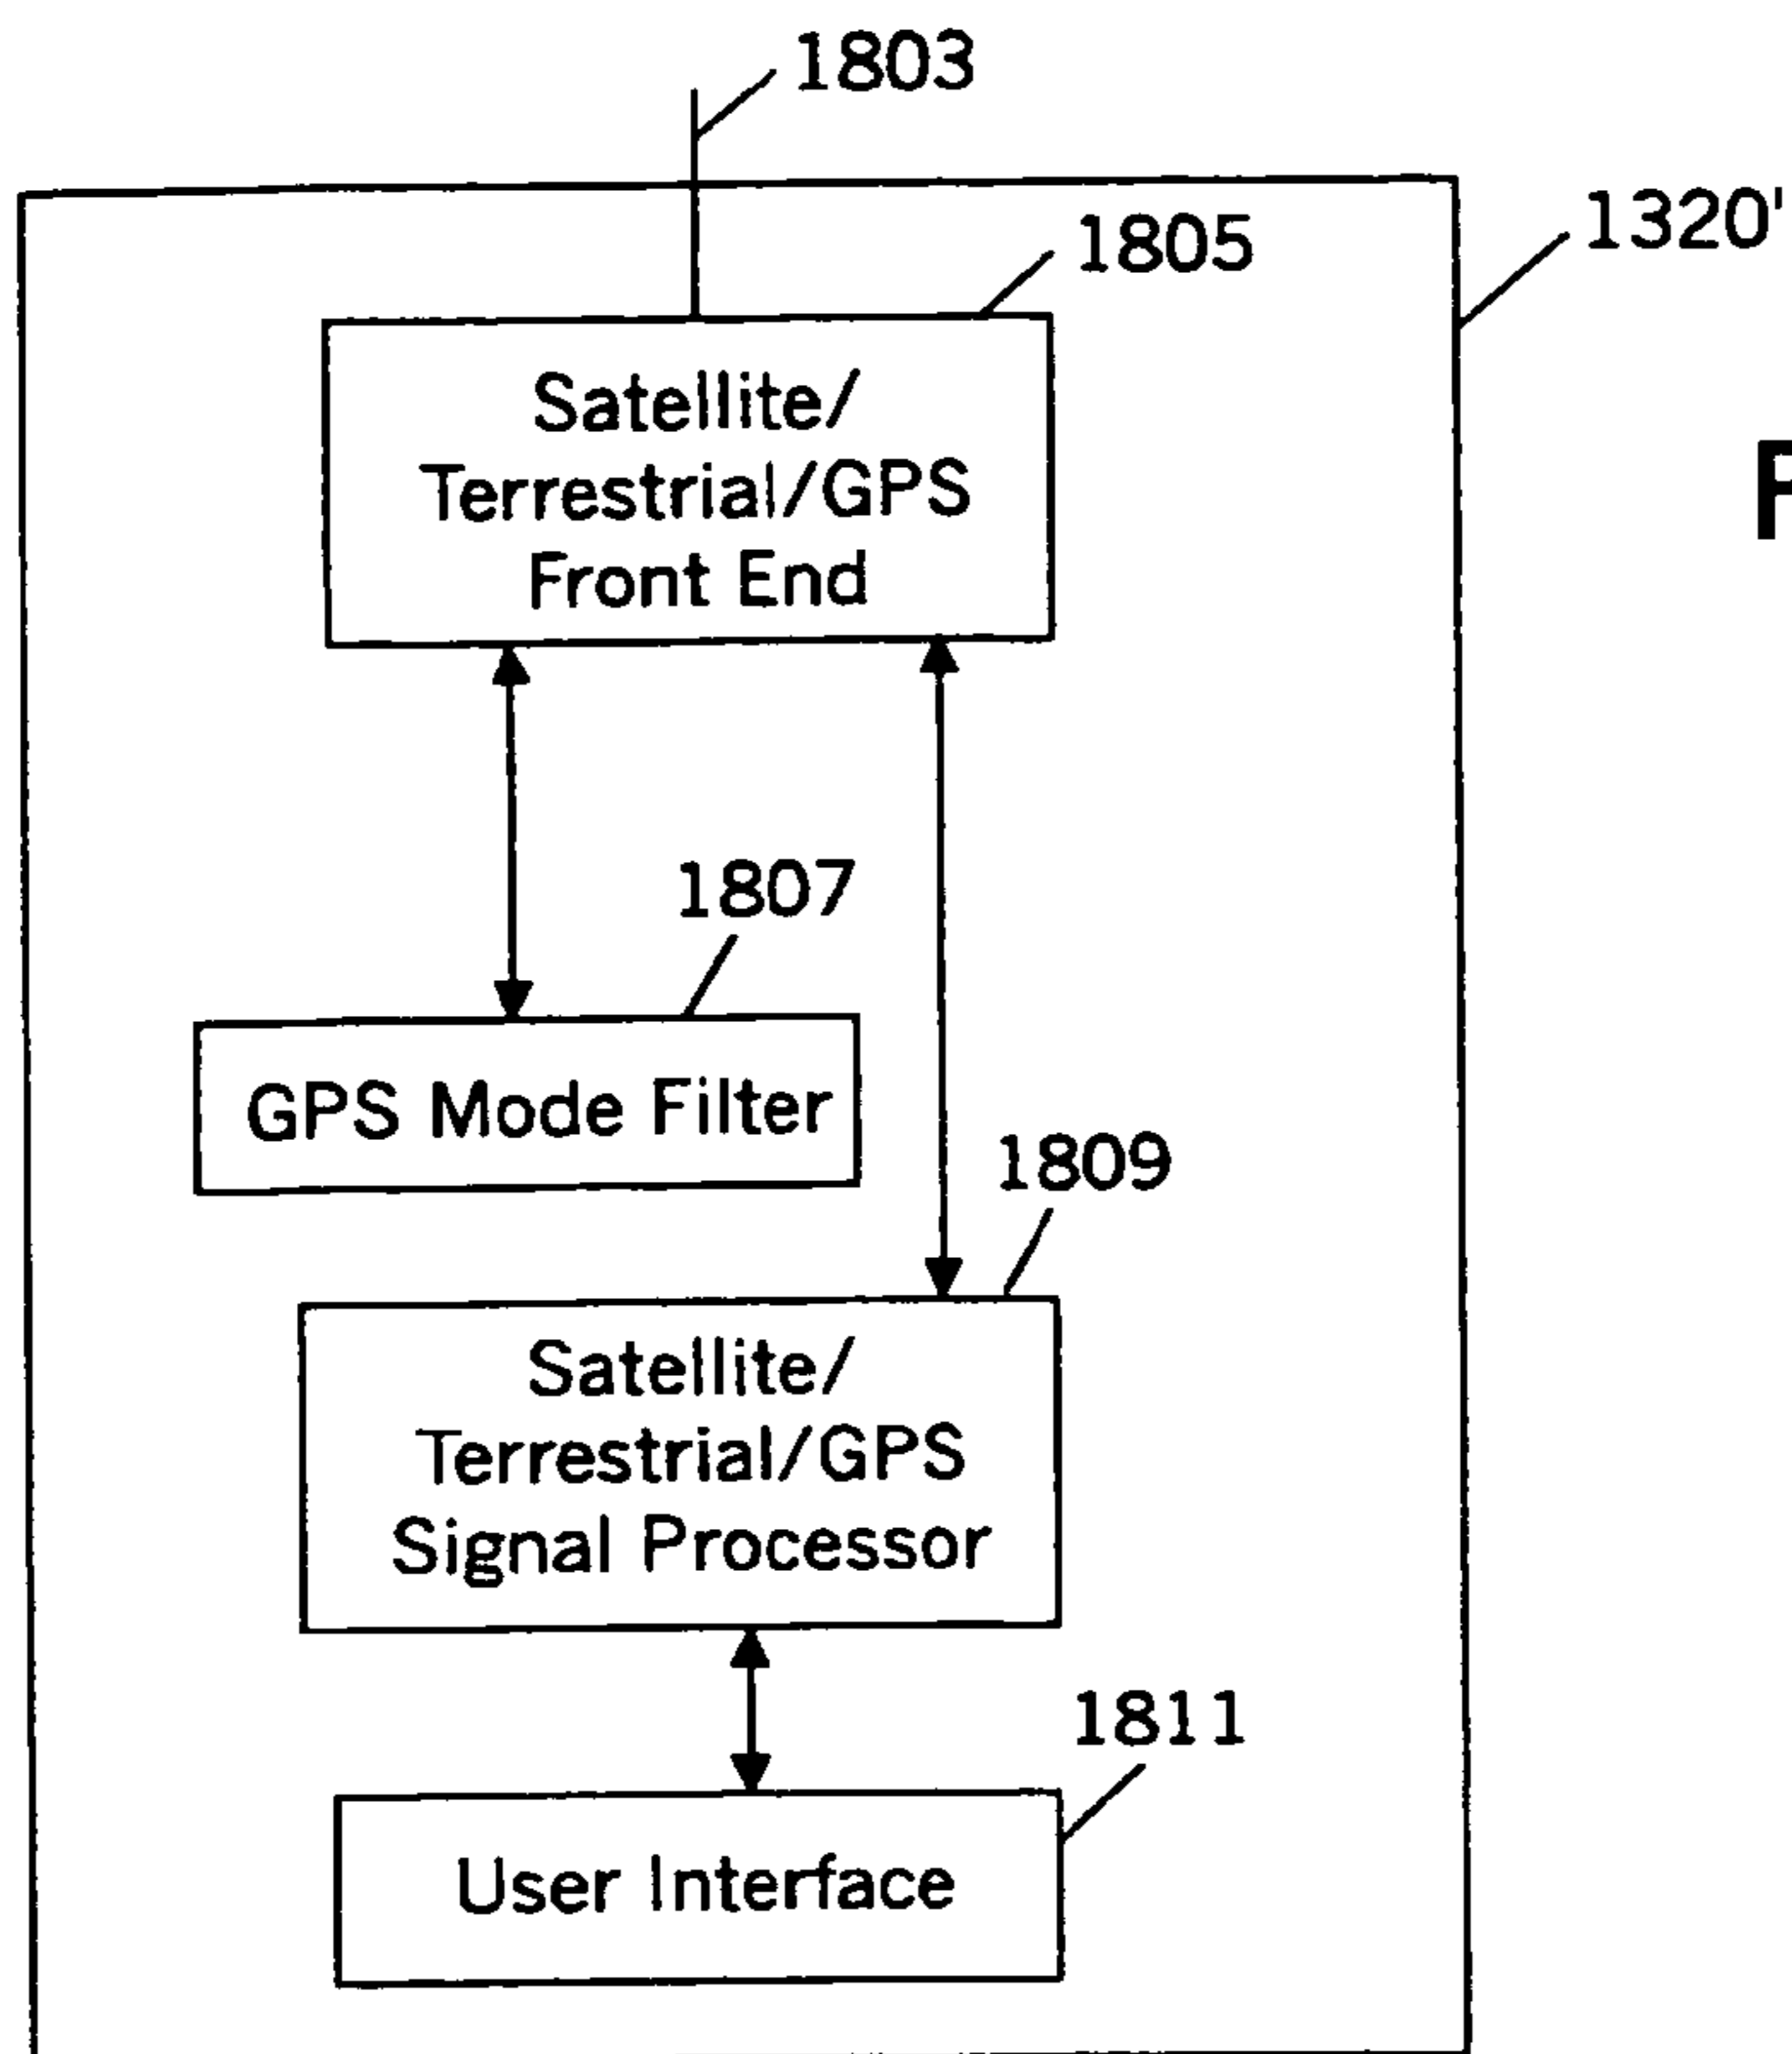 1803
1320'
1805
Satellite/
Terrestrial/GPS
Front End
1807
GPS Mode Filter
1809
Satellite/
Terrestrial/GPS
Signal Processor
1811
User Interface